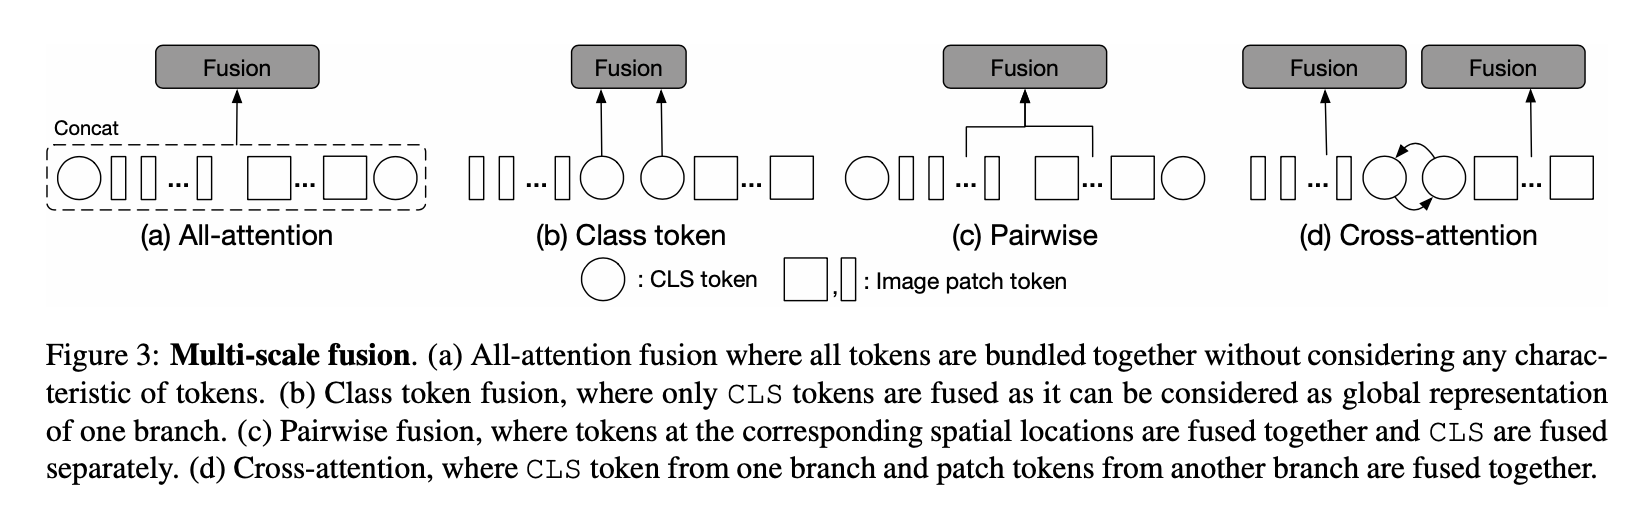 Fusion
Fusion
Fusion
Fusion
Fusion
Concat
...
...
...
...
...
...
...
...
(a) All-attention
(b) Class token
(c) Pairwise
(d) Cross-attention
: CLS token
, : Image patch token
Figure 3: Multi-scale fusion. (a) All-attention fusion where all tokens are bundled together without considering any charac-
teristic of tokens. (b) Class token fusion, where only CLS tokens are fused as it can be considered as global representation
of one branch. (c) Pairwise fusion, where tokens at the corresponding spatial locations are fused together and CLS are fused
separately. (d) Cross-attention, where CLS token from one branch and patch tokens from another branch are fused together.